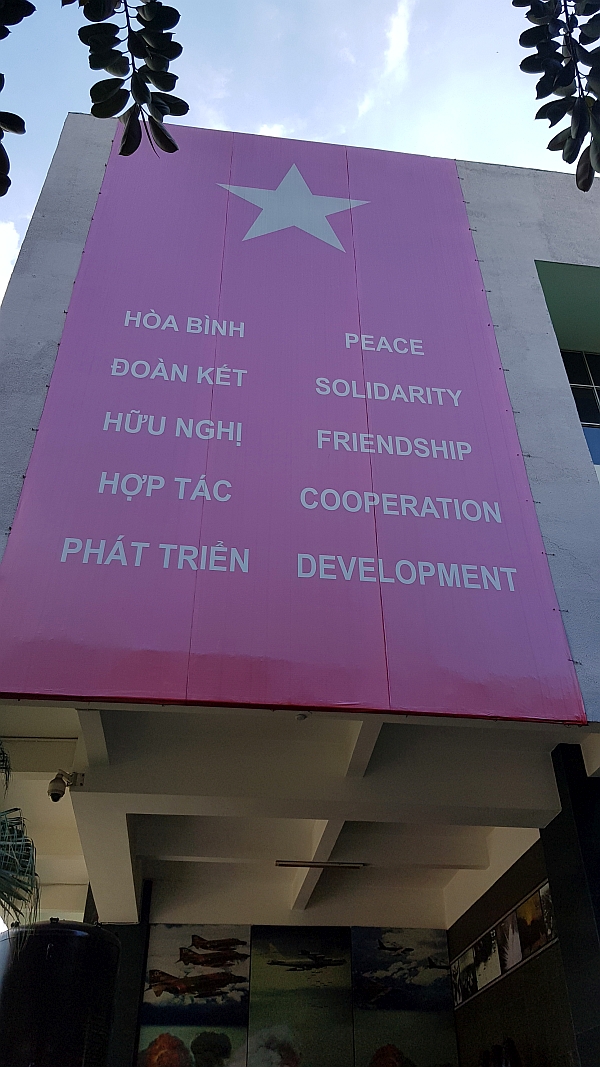 HÒA BÌNH
ĐOÀN KẾT
HỮU NGHỊ
HỢP TÁC
PHÁT TRIỂN
PEACE
SOLIDARITY
FRIENDSHIP
COOPERATION
DEVELOPMENT